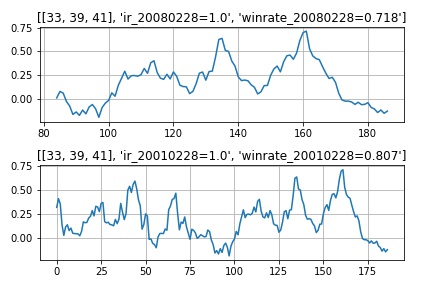 [[33, 39, 41], 'ir_20080228=1.0', 'winrate_20080228=0.718']
0.75
0.50
0.25
0.00
80 100 120 140 160 180
[[33, 39, 41], 'ir_20010228=1.0', 'winrate_20010228=0.807']
0.75
0.50
0.25
0.00
0 25 50 75 100 125 150 175